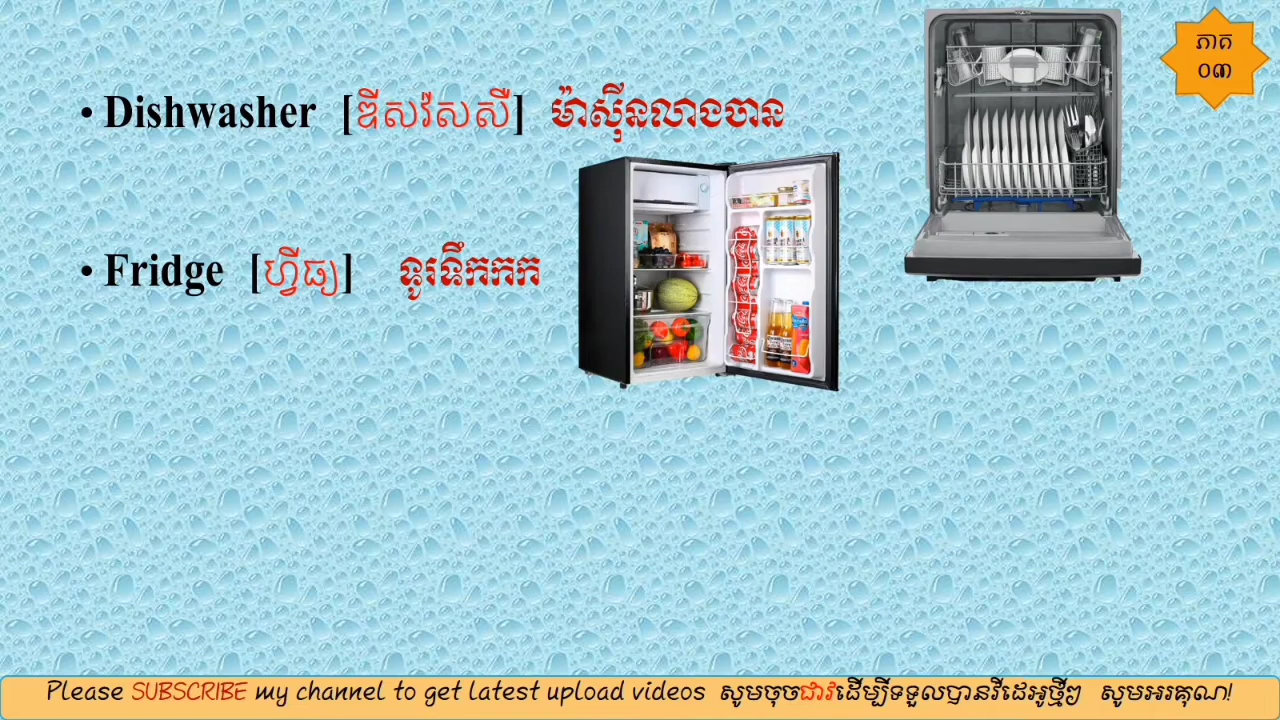 ភាគ
០៣
• Dishwasher [ឌីសវ៉សសឺ] ម៉ាស៊ីនលាងចាន
• Fridge [ហ្វ្រីធ្យ] ទូរទឹកកក
Please SUBSCRIBE my channel to get latest upload videos សូមចុចជាវដើម្បីទទួលបានវីដេអូថ្មីៗ សូមអរគុណ!